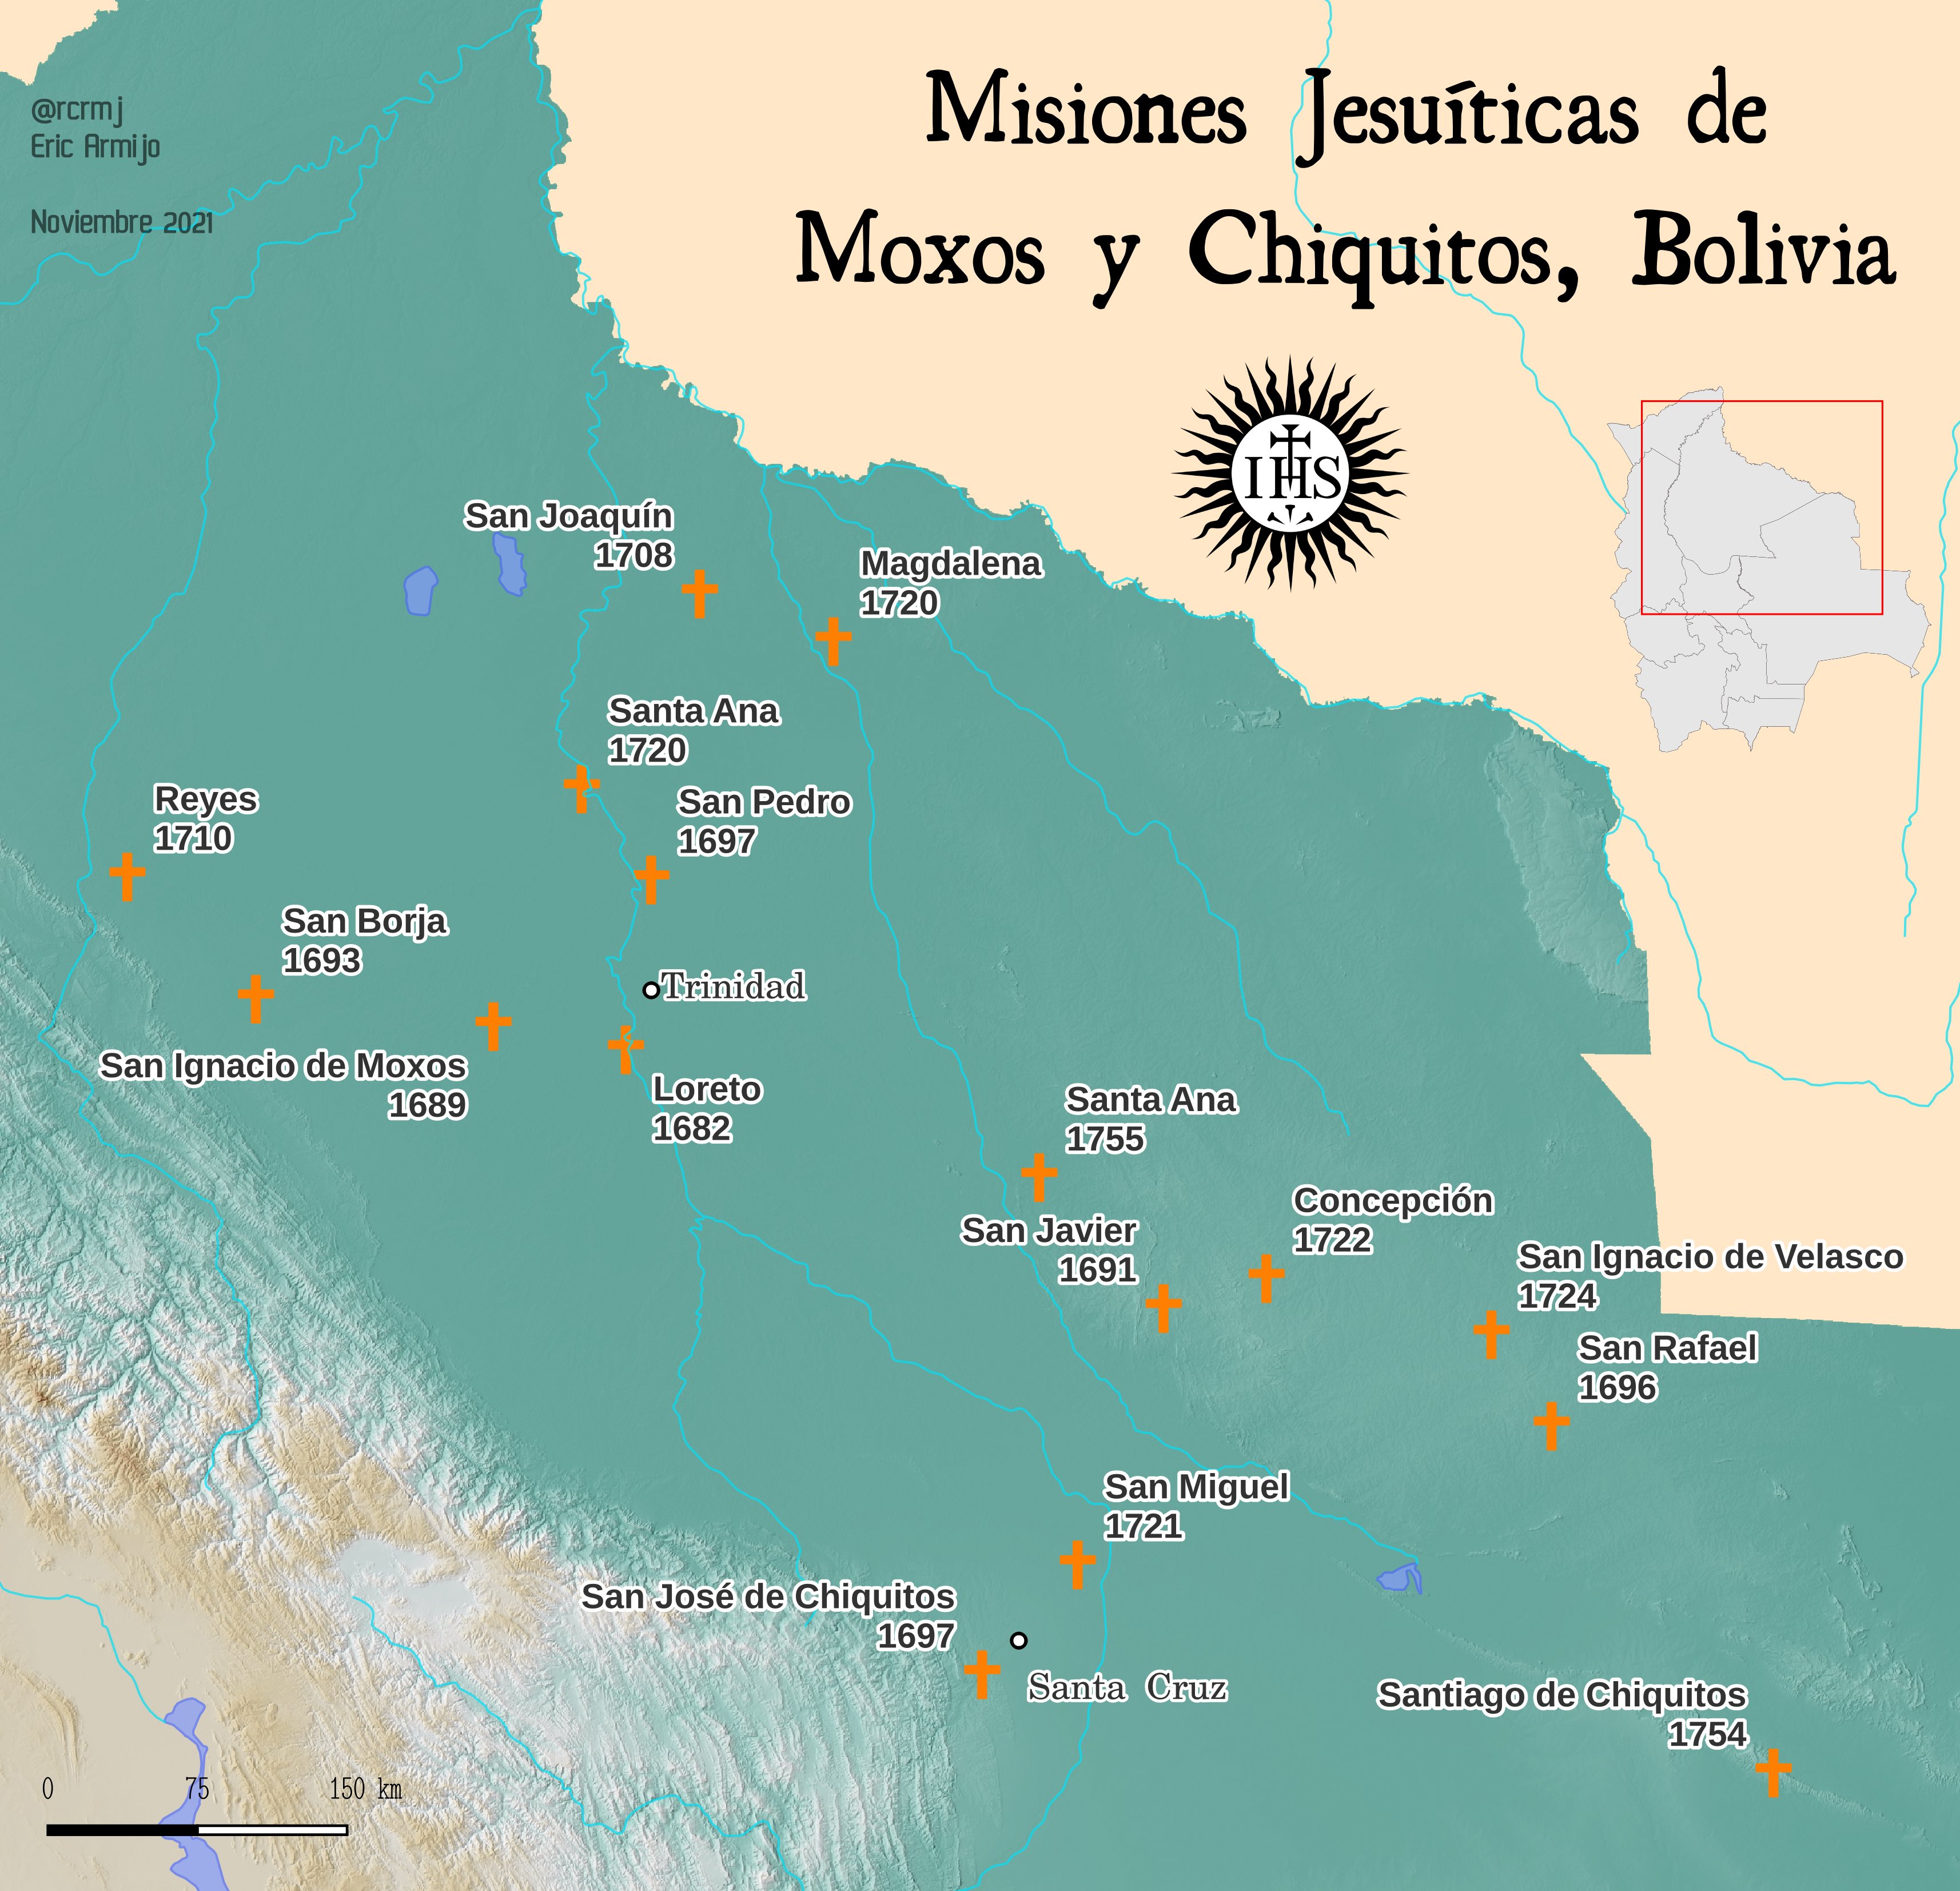 @rcrmj
Eric Armijo
Noviembre 2021
Misiones Jesuíticas de
Moxos y Chiquitos, Bolivia
IHS
San Joaquín
1708
Magdalena
1720
Santa Ana
1720
San Pedro
1697
Reyes
1710
San Borja
1693
Trinidad
San Ignacio de Moxos
1689
Loreto
1682
Santa Ana
1755
San Javier
1691
Concepción
1722
San Ignacio de Velasco
1724
San Rafael
1696
San Miguel
1721
San José de Chiquitos
1697
Santa Cruz
Santiago de Chiquitos
1754
0 75 150 km